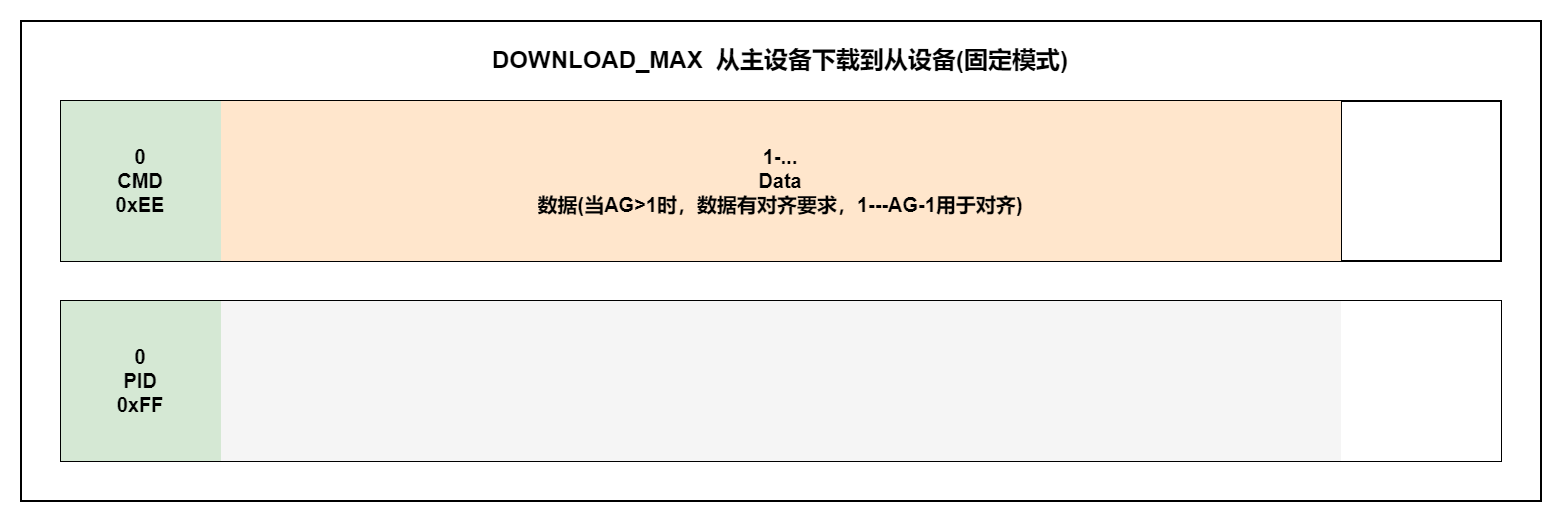 DOWNLOAD_MAX 从主设备下载到从设备(固定模式)
0
CMD
0xEE
1-...
Data
数据(当AG>1时，数据有对齐要求，1---AG-1用于对齐)
0
PID
0xFF